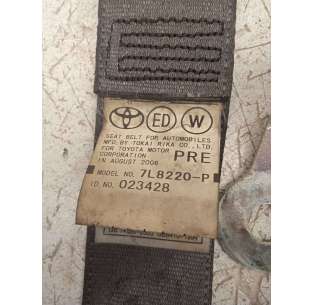 ED W
SEAT BELT FOR AUTOMOBILES
MFD.BY TOKAI RIKA CO.,LTD.
FOR TOYOTA MOTOR
CORPORATION PRE
IN AUGUST 2006
MODEL NO. 7L8220-P
ID.NO. 023428